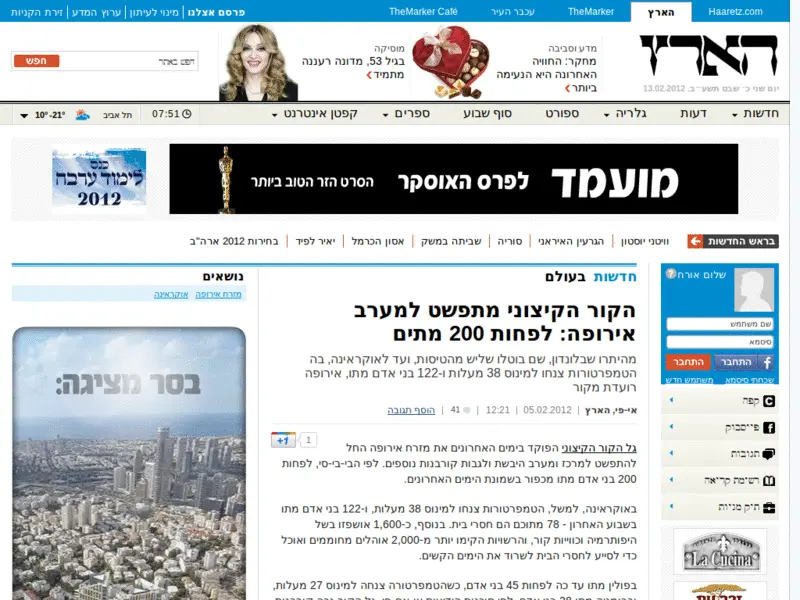 Haaretz.com
הארץ
TheMarker
עכבר העיר
TheMarker Café
פרסם אצלנו
מינוי לעיתון
ערוץ המדע
זירת הקניות
הארץ
יום שני כ׳ שבט תשע״ב, 13.02.2012
מדע וסביבה
מחקר: החוויה
האחרונה היא הנעימה
ביותר
מוסיקה
בגיל 53, מדונה רעננה
מתמיד
חפש באתר
חפש
חדשות
דעות
גלריה
ספורט
סוף שבוע
ספרים
קפטן אינטרנט
07:51
תל אביב
10°-21°
מועמד לפרס האוסקר הסרט הזר הטוב ביותר
כנס
לימוד ערכה
2012
בראש החדשות
וויטני יוסטון
הגרעין האיראני
סוריה
שביתה במשק
אסון הכרמל
יאיר לפיד
בחירות 2012 ארה"ב
שלום אורח
שם משתמש
סיסמא
התחבר
התחבר
שכחתי סיסמא
משתמש חדש
קפה
פייסבוק
תגובות
רשימת קריאה
תיק מניות
La Cucina
חדשות בעולם
הקור הקיצוני מתפשט למערב
אירופה: לפחות 200 מתים
מהיתרו שבלונדון, שם בוטלו שליש מהטיסות, ועד לאוקראינה, בה
הטמפרטורות צנחו למינוס 38 מעלות ו-122 בני אדם מתו, אירופה
רועדת מקור
אי-פי, הארץ | 05.02.2012 | 12:21 | 41 | הוסף תגובה
+1
1
גל הקור הקיצוני הפוקד בימים האחרונים את מזרח אירופה החל
להתפשט למרכז ומערב היבשת ולגבות קורבנות נוספים. לפי הבי-בי-סי, לפחות
200 בני אדם מתו מכפור בשמונת הימים האחרונים.
באוקראינה, למשל, הטמפרטורות צנחו למינוס 38 מעלות, ו-122 בני אדם מתו
בשבוע האחרון - 78 מתוכם הם חסרי בית. בנוסף, כ-1,600 אושפזו בשל
היפותרמיה וכוויות קור, והרשויות הקימו יותר מ-2,000 אוהלים מחוממים ואוכל
כדי לסייע לחסרי הבית לשרוד את הימים הקשים.
בפולין מתו עד כה לפחות 45 בני אדם, כשהטמפרטורה צנחה למינוס 27 מעלות,
נושאים
מזרח אירופה
אוקראינה
בסר מציגה: